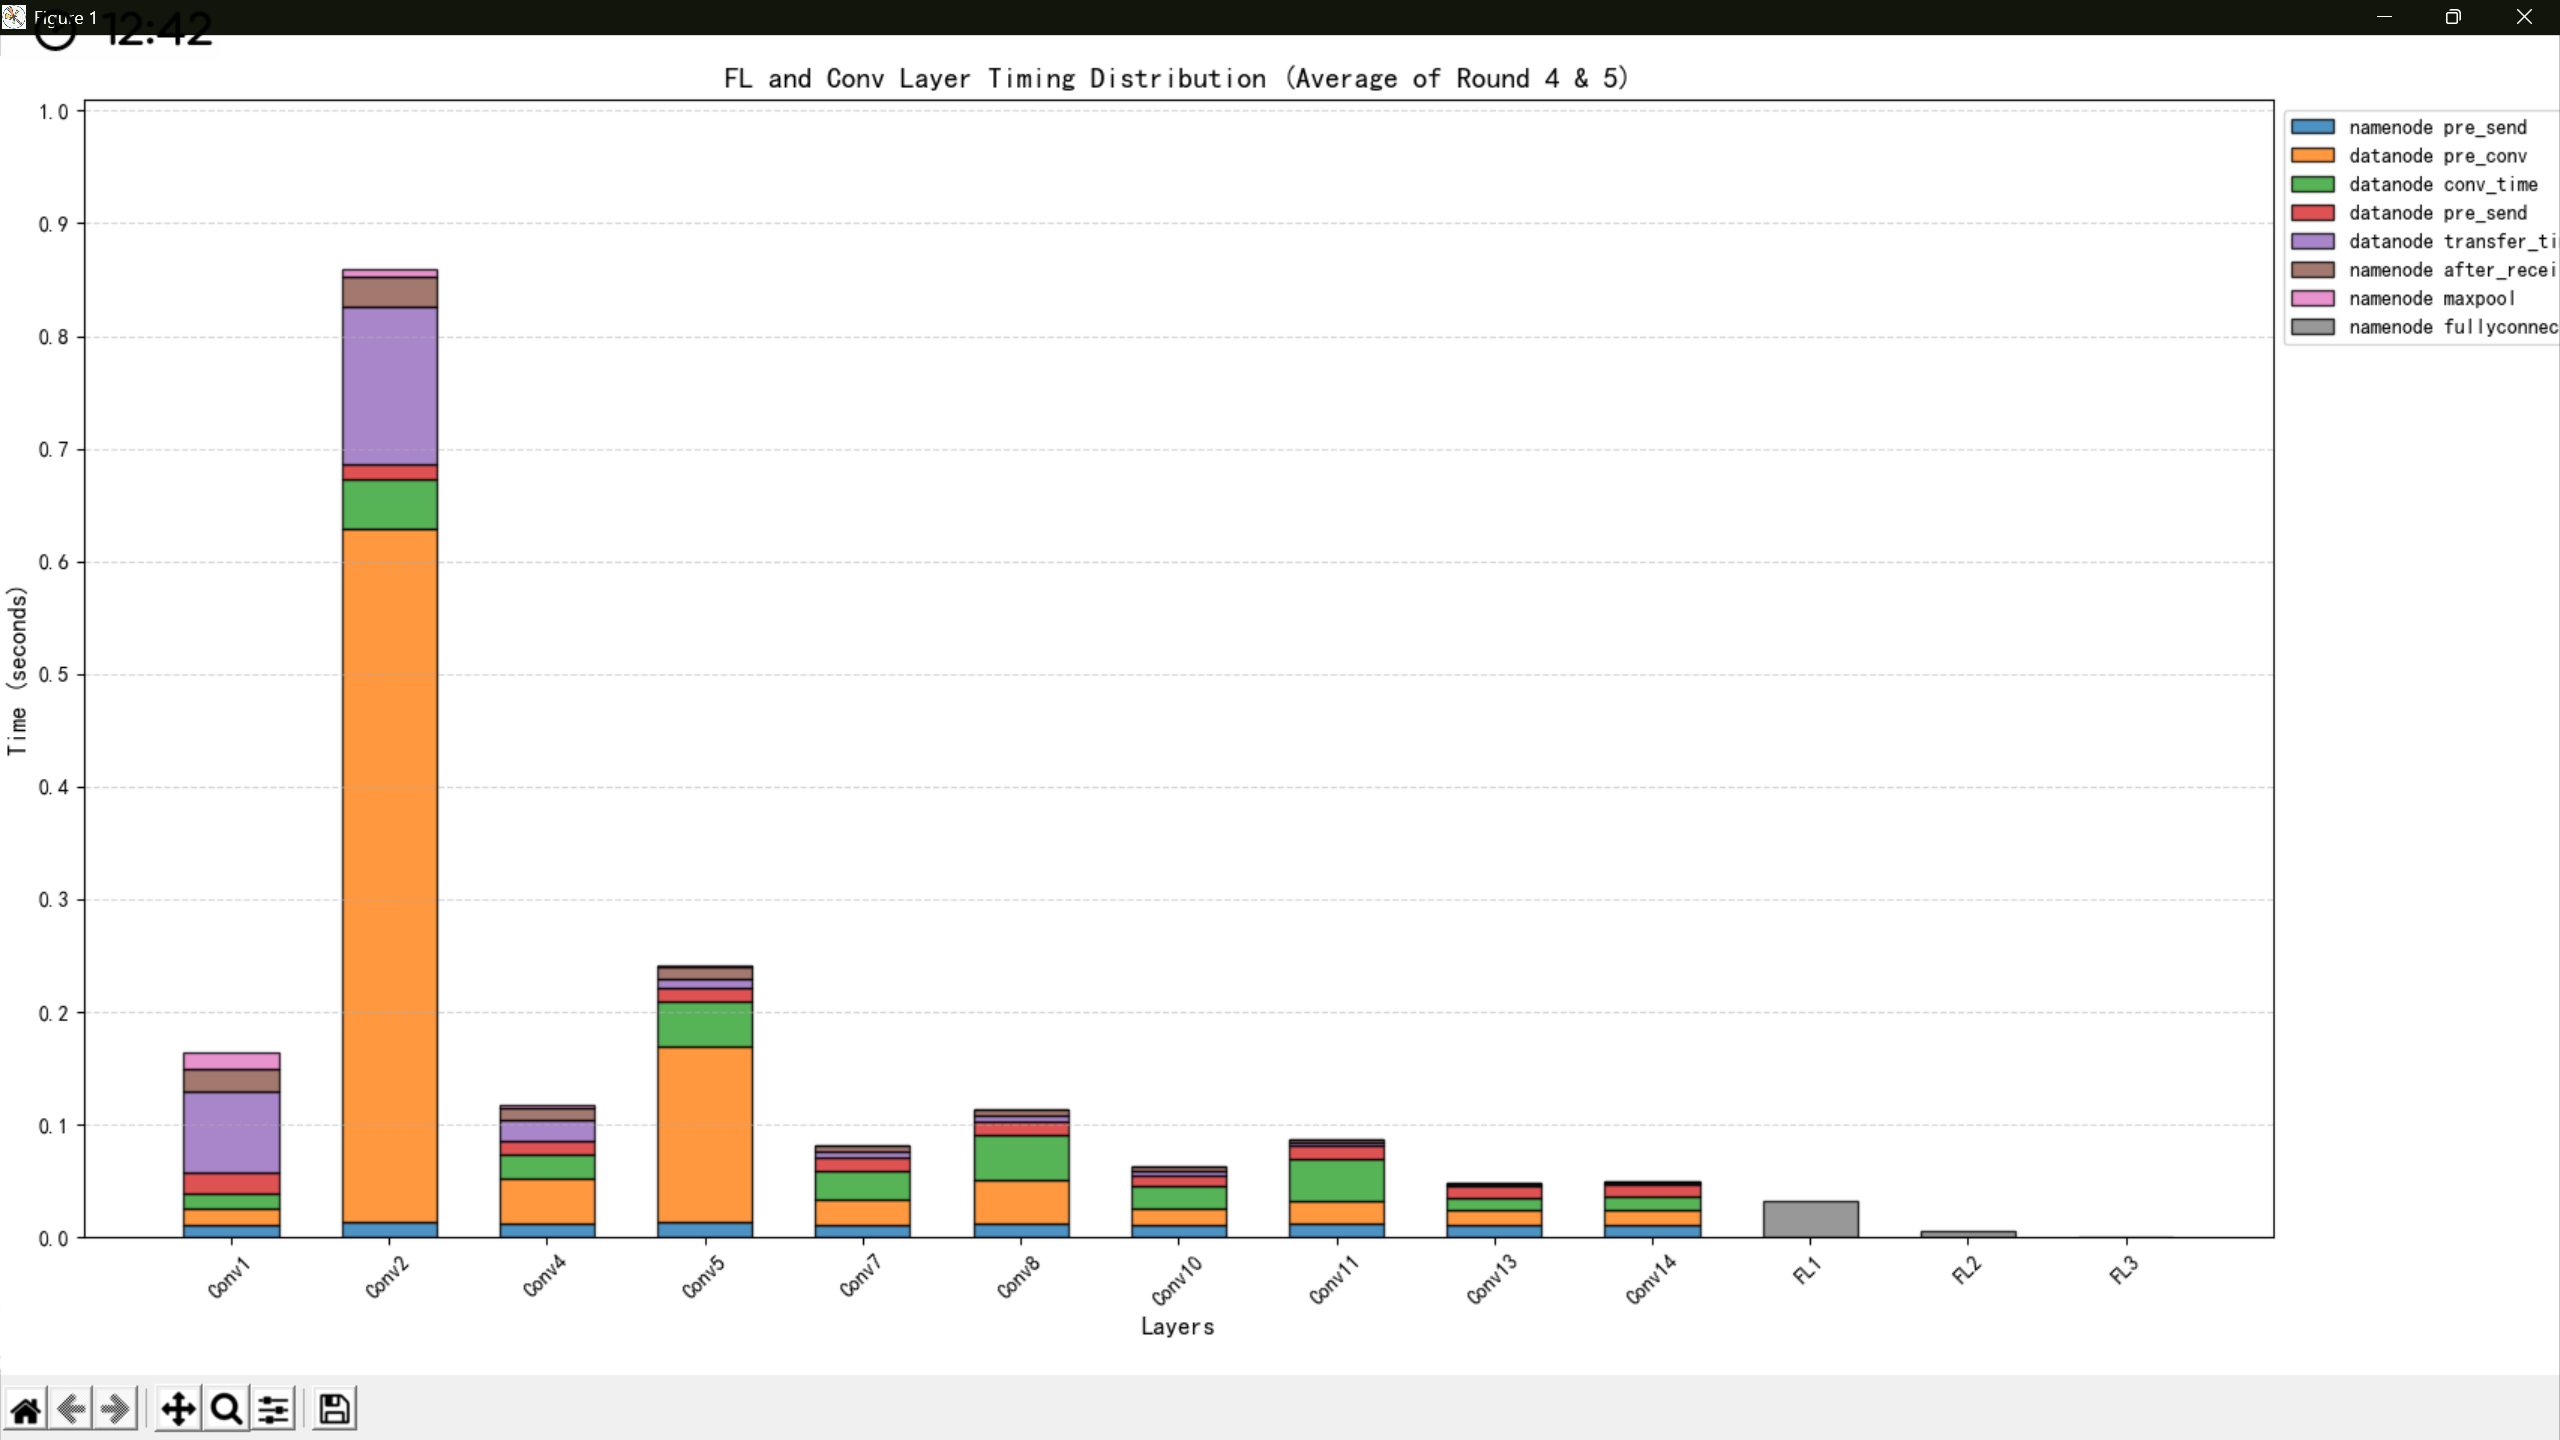 Figure 1
12:42
FL and Conv Layer Timing Distribution (Average of Round 4 & 5)
1.0
0.9
0.8
0.7
0.6
0.5
0.4
0.3
0.2
0.1
0.0
Time (seconds)
namenode pre_send
datanode pre_conv
datanode conv_time
datanode pre_send
datanode transfer_ti
namenode after_recei
namenode maxpool
namenode fullyconnec
Conv1 Conv2 Conv4 Conv5 Conv7 Conv8 Conv10 Conv11 Conv13 Conv14 FL1 FL2 FL3
Layers